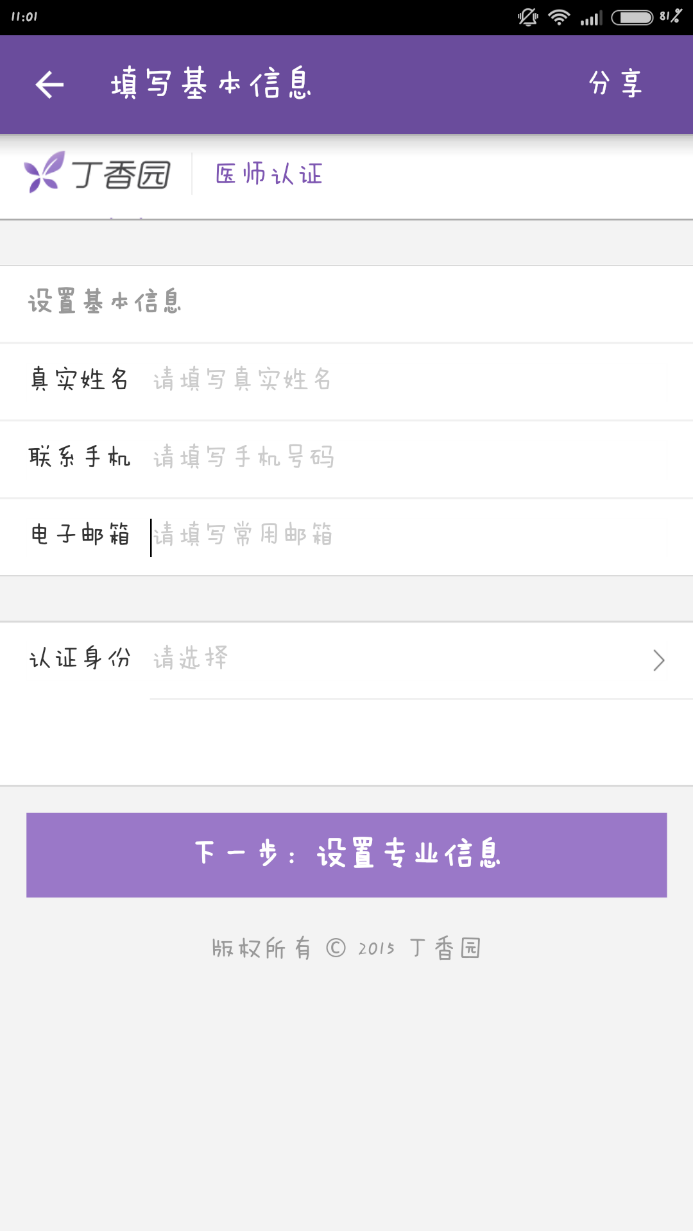 11:01 81%
填写基本信息 分享
丁香园 医师认证
设置基本信息
真实姓名 请填写真实姓名
联系手机 请填写手机号码
电子邮箱 请填写常用邮箱
认证身份 请选择
下一步: 设置专业信息
版权所有 © 2015 丁香园